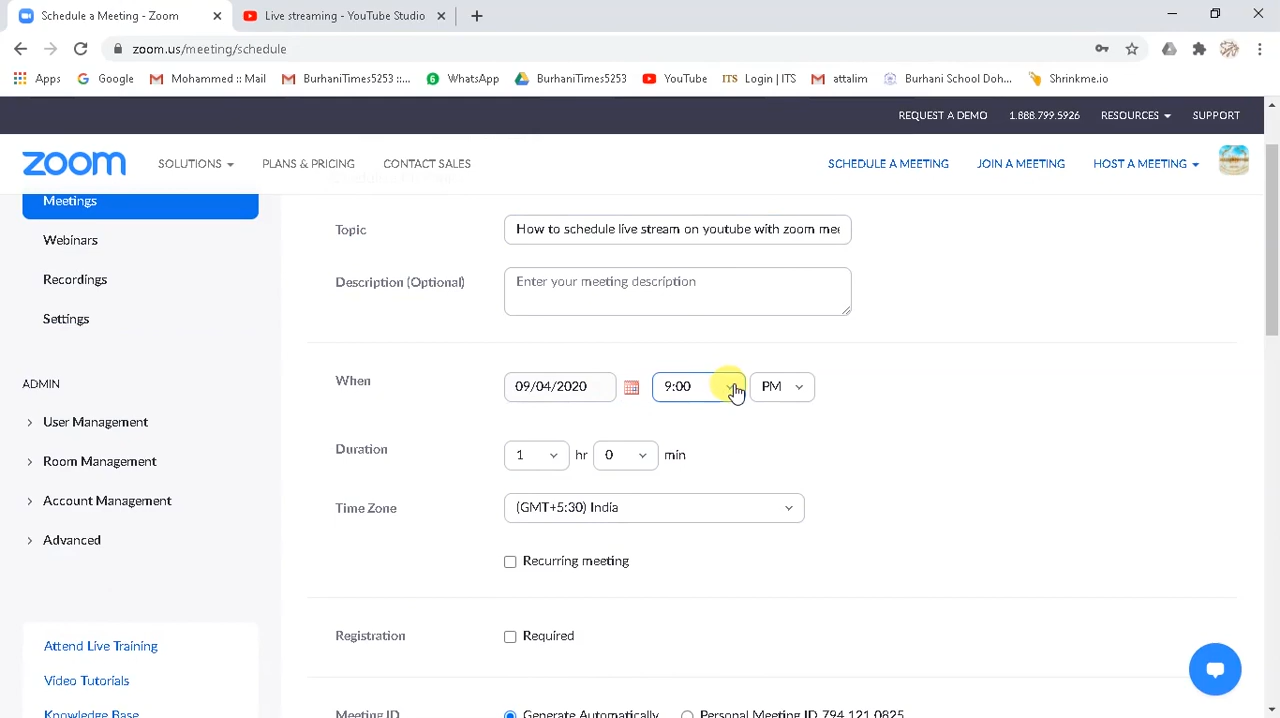 Schedule a Meeting - Zoom
Live streaming - YouTube Studio
zoom.us/meeting/schedule
Apps
Google
Mohammed :: Mail
BurhaniTimes5253 ::...
WhatsApp
BurhaniTimes5253
YouTube
ITS Login | ITS
attalim
Burhani School Doh...
Shrinkme.io
REQUEST A DEMO
1.888.799.5926
RESOURCES
SUPPORT
zoom
SOLUTIONS
PLANS & PRICING
CONTACT SALES
SCHEDULE A MEETING
JOIN A MEETING
HOST A MEETING
Meetings
Webinars
Recordings
Settings
ADMIN
User Management
Room Management
Account Management
Advanced
Attend Live Training
Video Tutorials
Knowledge Base
Topic
How to schedule live stream on youtube with zoom mee
Description (Optional)
Enter your meeting description
When
09/04/2020
9:00
PM
Duration
1 hr 0 min
Time Zone
(GMT+5:30) India
Recurring meeting
Registration
Required
Meeting ID
Generate Automatically
Personal Meeting ID 794 121 0825